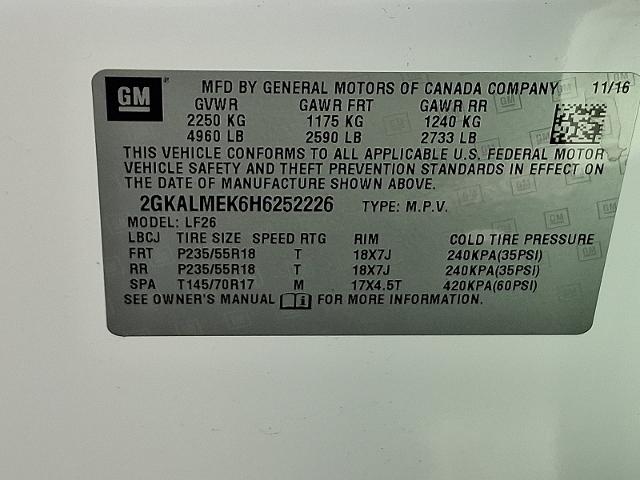 GM MFD BY GENERAL MOTORS OF CANADA COMPANY 11/16
GVWR GAWR FRT GAWR RR
2250 KG 1175 KG 1240 KG
4960 LB 2590 LB 2733 LB
THIS VEHICLE CONFORMS TO ALL APPLICABLE U.S. FEDERAL MOTOR
VEHICLE SAFETY AND THEFT PREVENTION STANDARDS IN EFFECT ON
THE DATE OF MANUFACTURE SHOWN ABOVE.
2GKALMEK6H6252226 TYPE: M.P.V.
MODEL: LF26
LBCJ TIRE SIZE SPEED RTG RIM COLD TIRE PRESSURE
FRT P235/55R18 T 18X7J 240KPA(35PSI)
RR P235/55R18 T 18X7J 240KPA(35PSI)
SPA T145/70R17 M 17X4.5T 420KPA(60PSI)
SEE OWNER'S MANUAL FOR MORE INFORMATION.